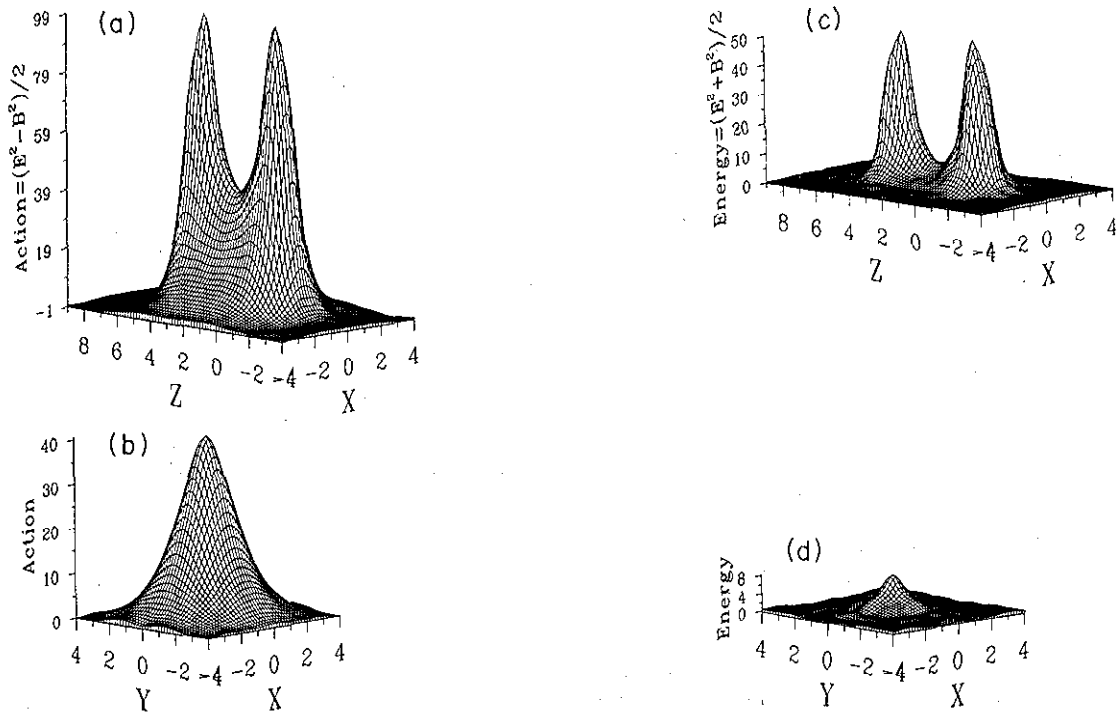 (a)
Action=(E²-B²)/2
99
79
59
39
19
-1
8 6 4 2 0 -2 -4
Z
-4 -2 0 2 4
X
(c)
Energy=(E²+B²)/2
50
40
30
20
10
0
8 6 4 2 0 -2 -4
Z
-2 0 2 4
X
(b)
Action
40
30
20
10
0
4 2 0 -2 -4
Y
-2 0 2 4
X
(d)
Energy
8
4
0
4 2 0 -2 -4
Y
-2 0 2 4
X